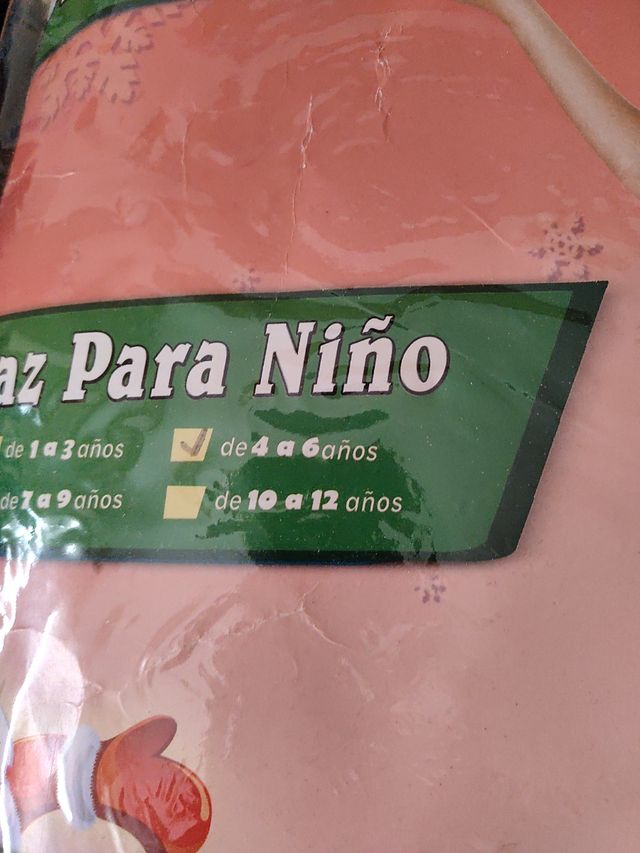 az Para Niño
de 1 a 3 años
de 4 a 6 años
de 7 a 9 años
de 10 a 12 años